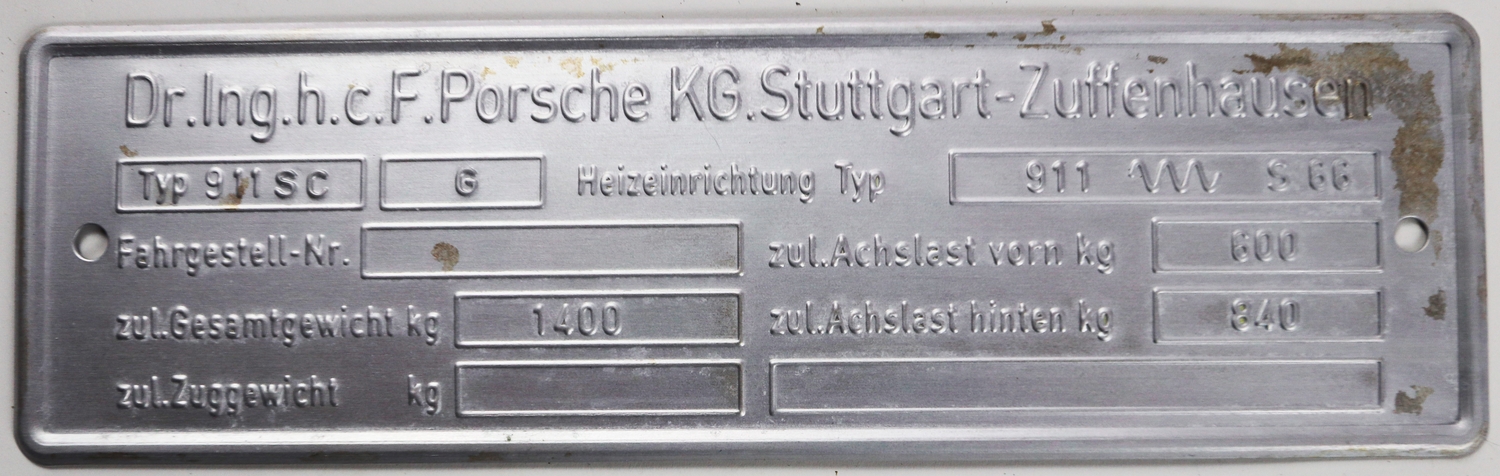 Dr.Ing.h.c.F.Porsche KG.Stuttgart-Zuffenhausen
Typ 911 SC G Heizeinrichtung Typ 911 S 66
Fahrgestell-Nr. zul.Achslast vorn kg 600
zul.Gesamtgewicht kg 1400 zul.Achslast hinten kg 840
zul.Zuggewicht kg